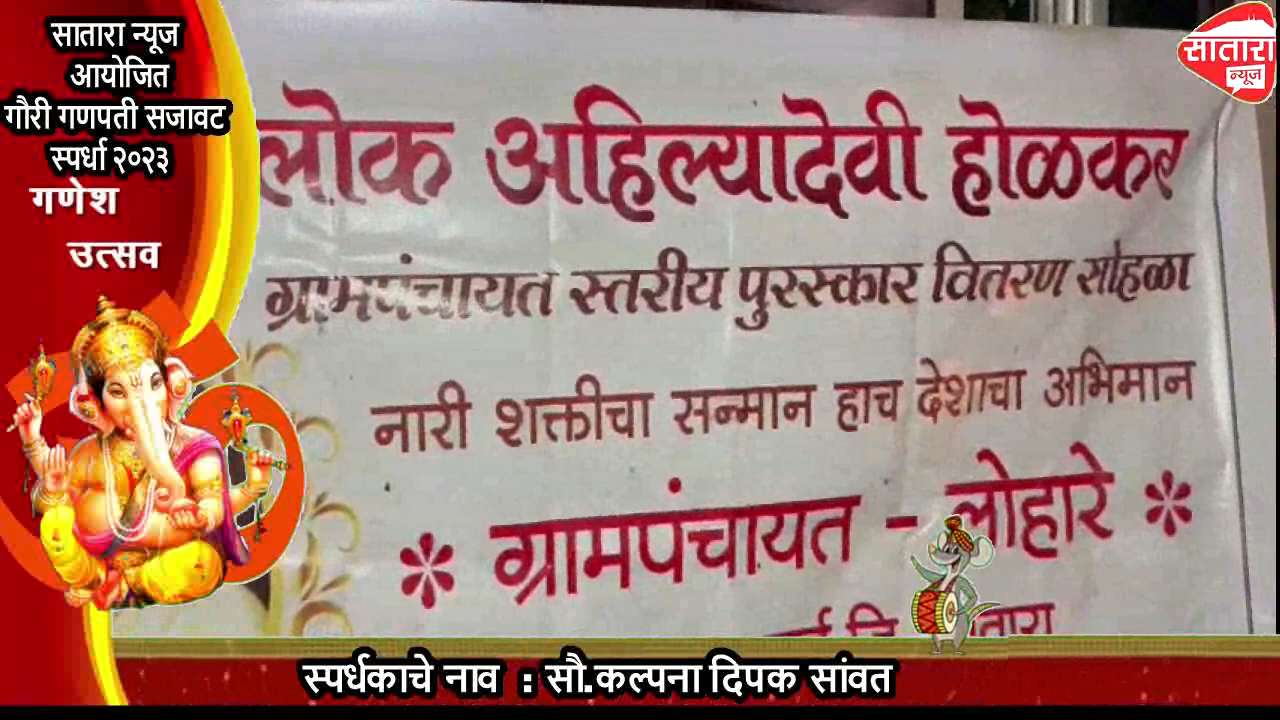 सातारा न्यूज
आयोजित
गौरी गणपती सजावट
स्पर्धा २०२३
गणेश
उत्सव
सातारा
न्यूज
लोक अहिल्यादेवी होळकर
ग्रामपंचायत स्तरीय पुरस्कार वितरण सोहळा
नारी शक्तीचा सन्मान हाच देशाचा अभिमान
* ग्रामपंचायत - लोहारे *
स्पर्धकाचे नाव : सौ.कल्पना दिपक सांवत